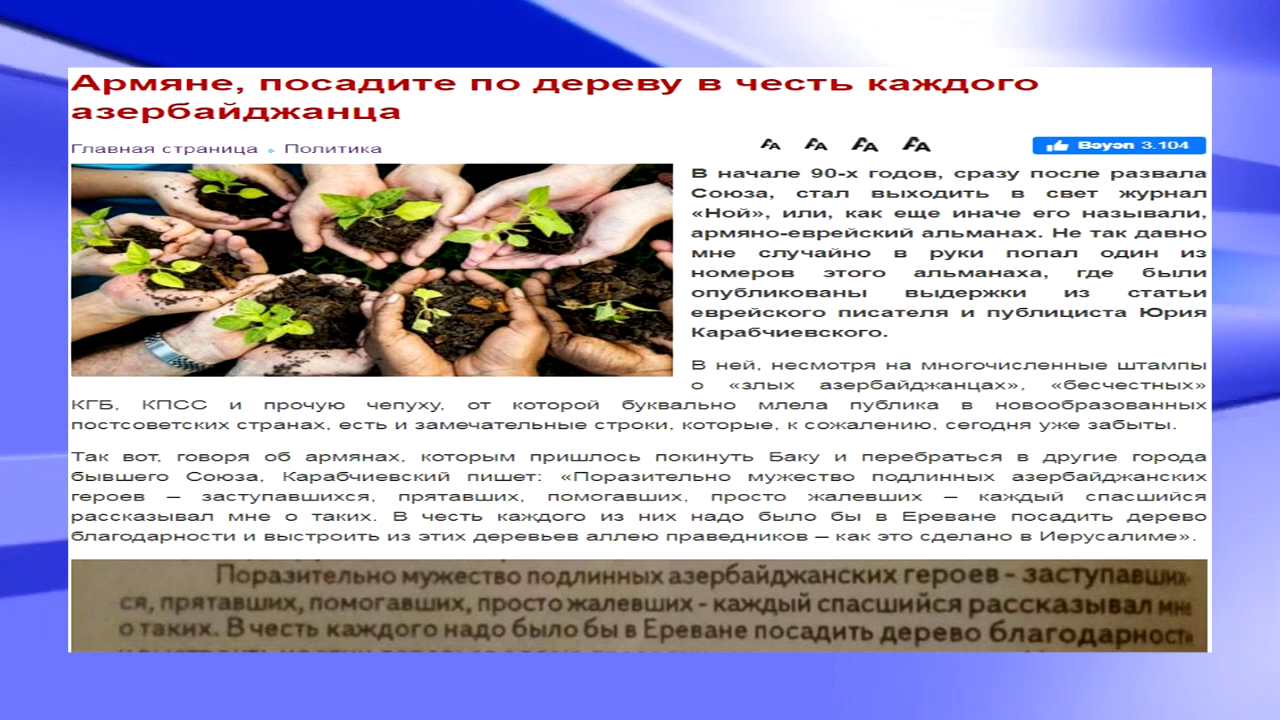 Армяне, посадите по дереву в честь каждого
азербайджанца
Главная страница » Политика
AA AA AA AA
Bəyən 3.104
В начале 90-х годов, сразу после развала
Союза, стал выходить в свет журнал
«Ной», или, как еще иначе его называли,
армяно-еврейский альманах. Не так давно
мне случайно в руки попал один из
номеров этого альманаха, где были
опубликованы выдержки из статьи
еврейского писателя и публициста Юрия
Карабчиевского.
В ней, несмотря на многочисленные штампы
о «злых азербайджанцах», «бесчестных»
КГБ, КПСС и прочую чепуху, от которой буквально млела публика в новообразованных
постсоветских странах, есть и замечательные строки, которые, к сожалению, сегодня уже забыты.
Так вот, говоря об армянах, которым пришлось покинуть Баку и перебраться в другие города
бывшего Союза, Карабчиевский пишет: «Поразительно мужество подлинных азербайджанских
героев – заступавшихся, прятавших, помогавших, просто жалевших – каждый спасшийся
рассказывал мне о таких. В честь каждого из них надо было бы в Ереване посадить дерево
благодарности и выстроить из этих деревьев аллею праведников – как это сделано в Иерусалиме».
Поразительно мужество подлинных азербайджанских героев - заступавших-
ся, прятавших, помогавших, просто жалевших - каждый спасшийся рассказывал мне
о таких. В честь каждого надо было бы в Ереване посадить дерево благодарности